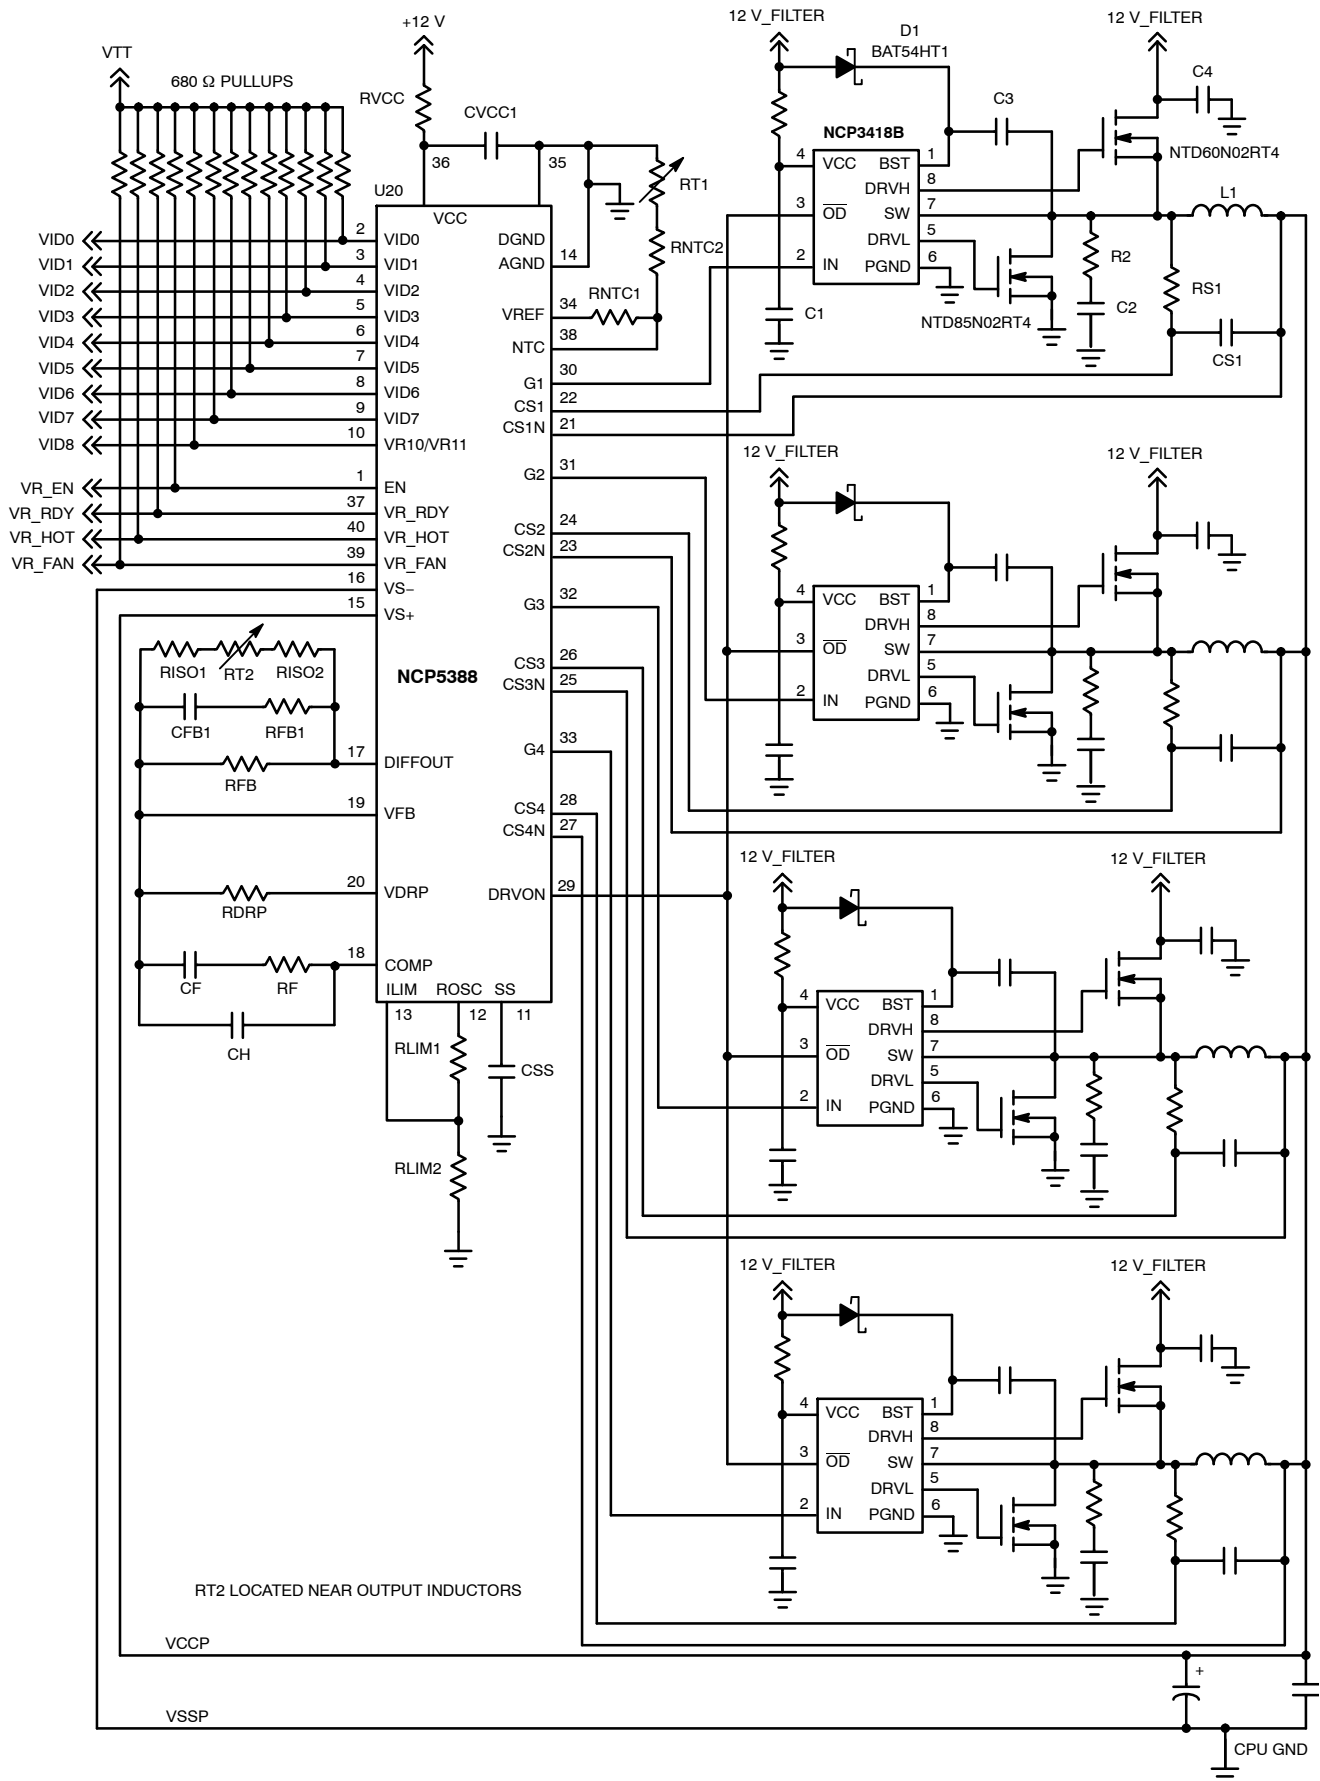 +12 V
VTT
680 Ω PULLUPS
RVCC
CVCC1
36
35
U20
VCC
RT1
RNTC2
RNTC1
VID0
2
VID0
VID1
3
VID1
VID2
4
VID2
VID3
5
VID3
VID4
6
VID4
VID5
7
VID5
VID6
8
VID6
VID7
9
VID7
VID8
10
VR10/VR11
VR_EN
1
EN
VR_RDY
37
VR_RDY
VR_HOT
40
VR_HOT
VR_FAN
39
VR_FAN
16
VS−
15
VS+
DGND
AGND
14
VREF
34
NTC
38
G1
30
CS1
22
CS1N
21
G2
31
CS2
24
CS2N
23
G3
32
CS3
26
CS3N
25
G4
33
CS4
28
CS4N
27
DRVON
29
NCP5388
RISO1
RT2
RISO2
CFB1
RFB1
RFB
17
DIFFOUT
19
VFB
20
VDRP
RDRP
18
COMP
CF
RF
CH
ILIM
ROSC
SS
13
12
11
RLIM1
CSS
RLIM2
12 V_FILTER
D1
BAT54HT1
12 V_FILTER
C4
C3
NCP3418B
NTD60N02RT4
4
VCC
BST
1
DRVH
8
3
OD
SW
7
DRVL
5
2
IN
PGND
6
L1
R2
RS1
C1
NTD85N02RT4
C2
CS1
12 V_FILTER
12 V_FILTER
4
VCC
BST
1
DRVH
8
3
OD
SW
7
DRVL
5
2
IN
PGND
6
12 V_FILTER
12 V_FILTER
4
VCC
BST
1
DRVH
8
3
OD
SW
7
DRVL
5
2
IN
PGND
6
12 V_FILTER
12 V_FILTER
4
VCC
BST
1
DRVH
8
3
OD
SW
7
DRVL
5
2
IN
PGND
6
RT2 LOCATED NEAR OUTPUT INDUCTORS
VCCP
+
VSSP
CPU GND